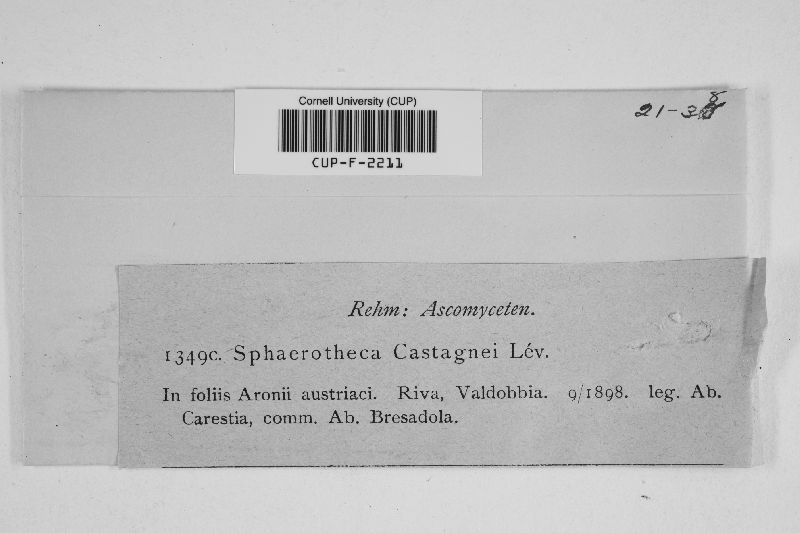 Cornell University (CUP)
CUP-F-2211
21-38
Rehm: Ascomyceten.
1349c. Sphaerotheca Castagnei Lév.
In foliis Aronii austriaci. Riva, Valdobbia. 9/1898. leg. Ab.
Carestia, comm. Ab. Bresadola.